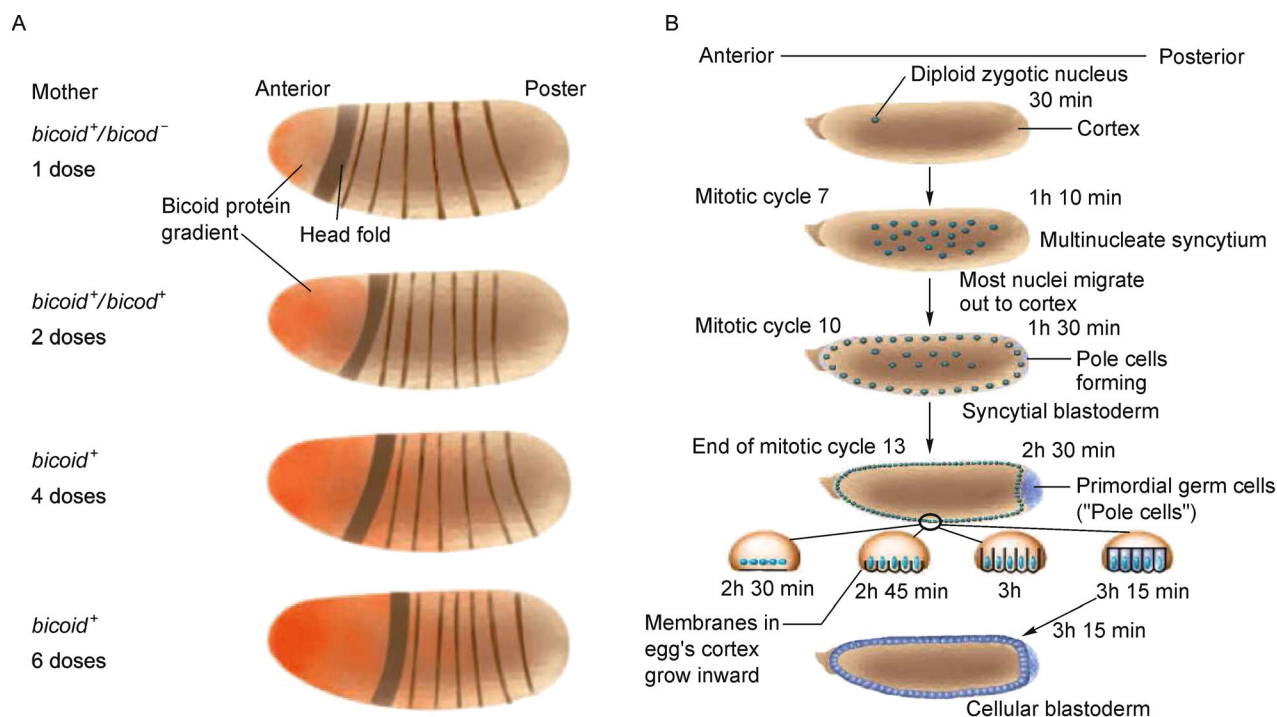 A
Mother
Anterior
Poster
bicoid+/bicod−
1 dose
Bicoid protein
gradient
Head fold
bicoid+/bicod+
2 doses
bicoid+
4 doses
bicoid+
6 doses
B
Anterior
Posterior
Diploid zygotic nucleus
30 min
Cortex
Mitotic cycle 7
1h 10 min
Multinucleate syncytium
Most nuclei migrate
out to cortex
Mitotic cycle 10
1h 30 min
Pole cells
forming
Syncytial blastoderm
End of mitotic cycle 13
2h 30 min
Primordial germ cells
("Pole cells")
2h 30 min
2h 45 min
3h
3h 15 min
Membranes in
egg's cortex
grow inward
3h 15 min
Cellular blastoderm